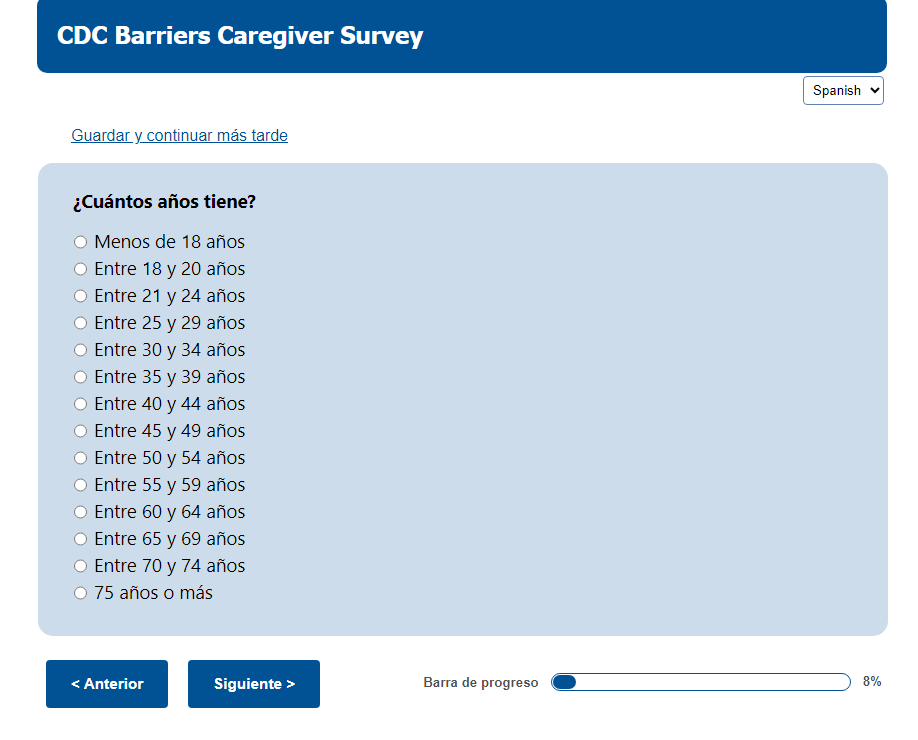 CDC Barriers Caregiver Survey
Spanish
Guardar y continuar más tarde
¿Cuántos años tiene?
Menos de 18 años
Entre 18 y 20 años
Entre 21 y 24 años
Entre 25 y 29 años
Entre 30 y 34 años
Entre 35 y 39 años
Entre 40 y 44 años
Entre 45 y 49 años
Entre 50 y 54 años
Entre 55 y 59 años
Entre 60 y 64 años
Entre 65 y 69 años
Entre 70 y 74 años
75 años o más
< Anterior Siguiente > Barra de progreso 8%